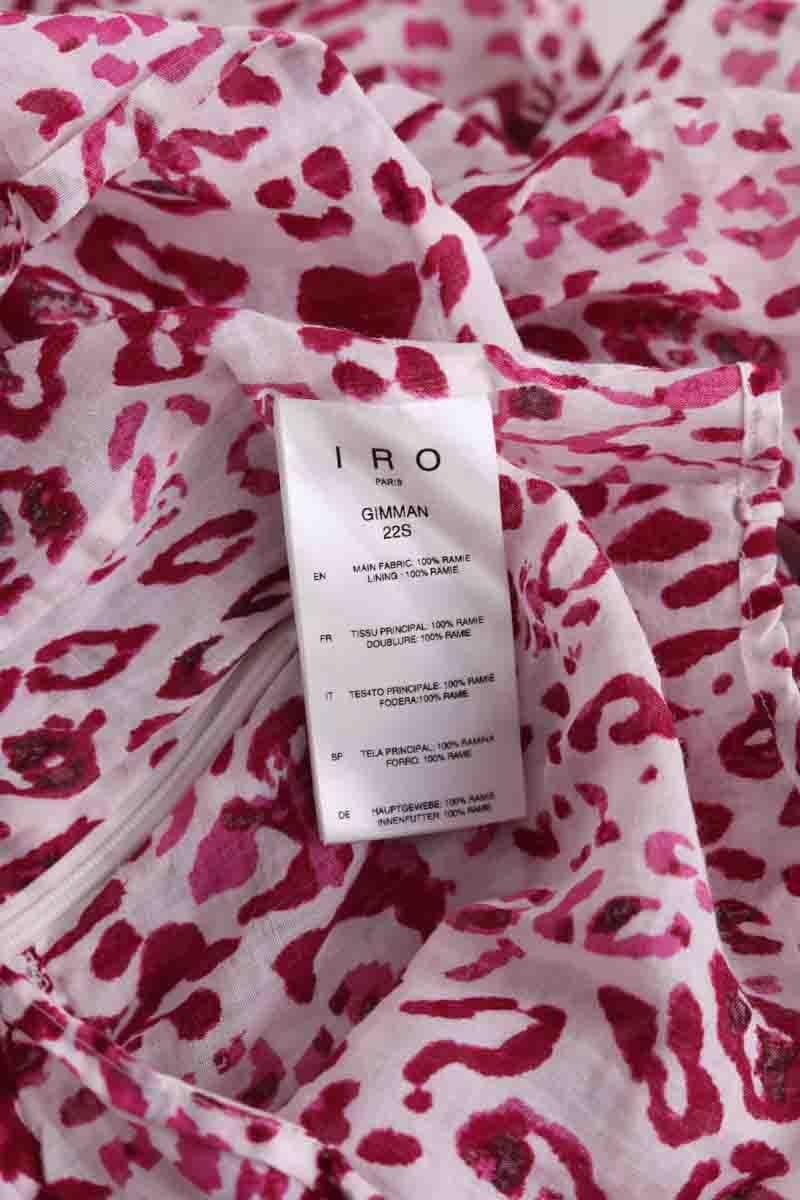 IRO
PARIS
GIMMAN
22S
EN
MAIN FABRIC: 100% RAMIE
LINING : 100% RAMIE
FR
TISSU PRINCIPAL: 100% RAMIE
DOUBLURE: 100% RAMIE
IT
TES4TO PRINCIPALE: 100% RAMIE
FODERA:100% RAMIE
SP
TELA PRINCIPAL: 100% RAMINA
FORRO: 100% RAMIE
DE
HAUPTGEWEBE: 100% RAMIE
INNENFUTTER: 100% RAMIE